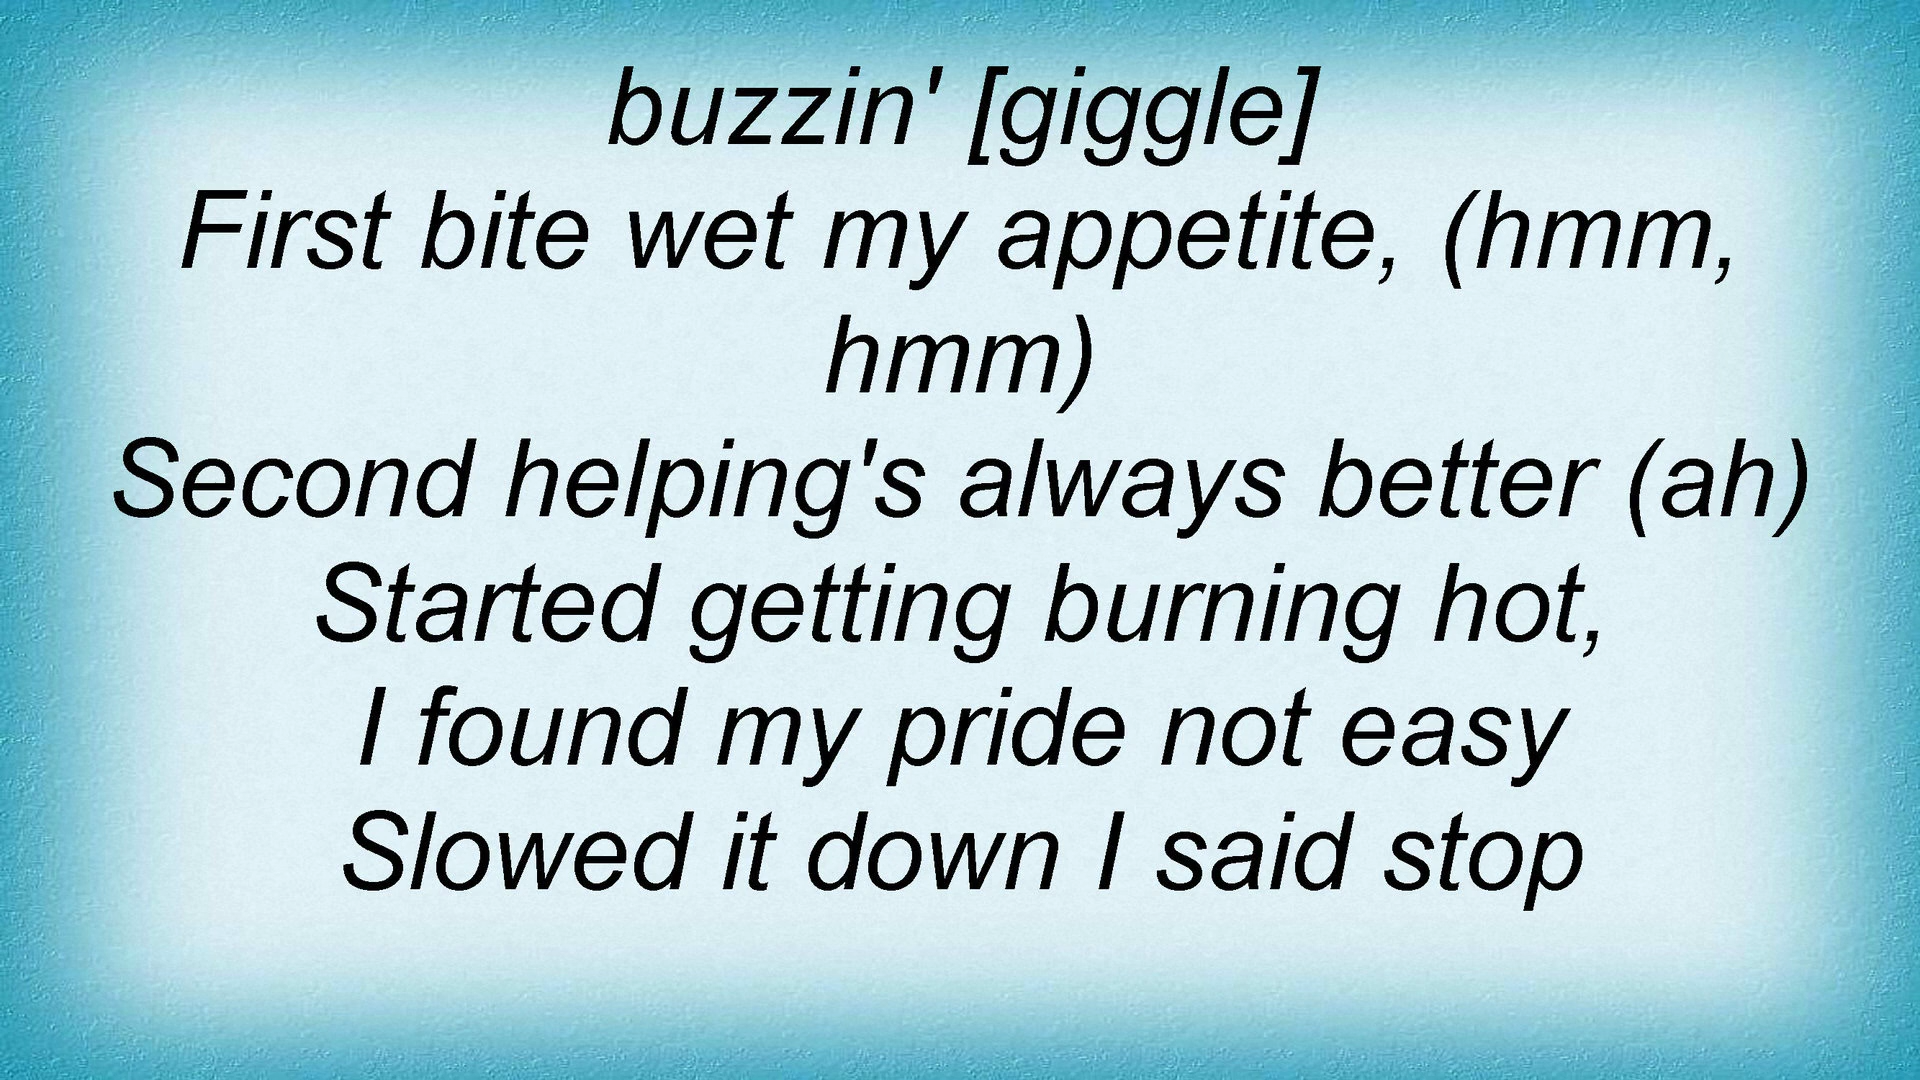 buzzin' [giggle]
First bite wet my appetite, (hmm,
hmm)
Second helping's always better (ah)
Started getting burning hot,
I found my pride not easy
Slowed it down I said stop